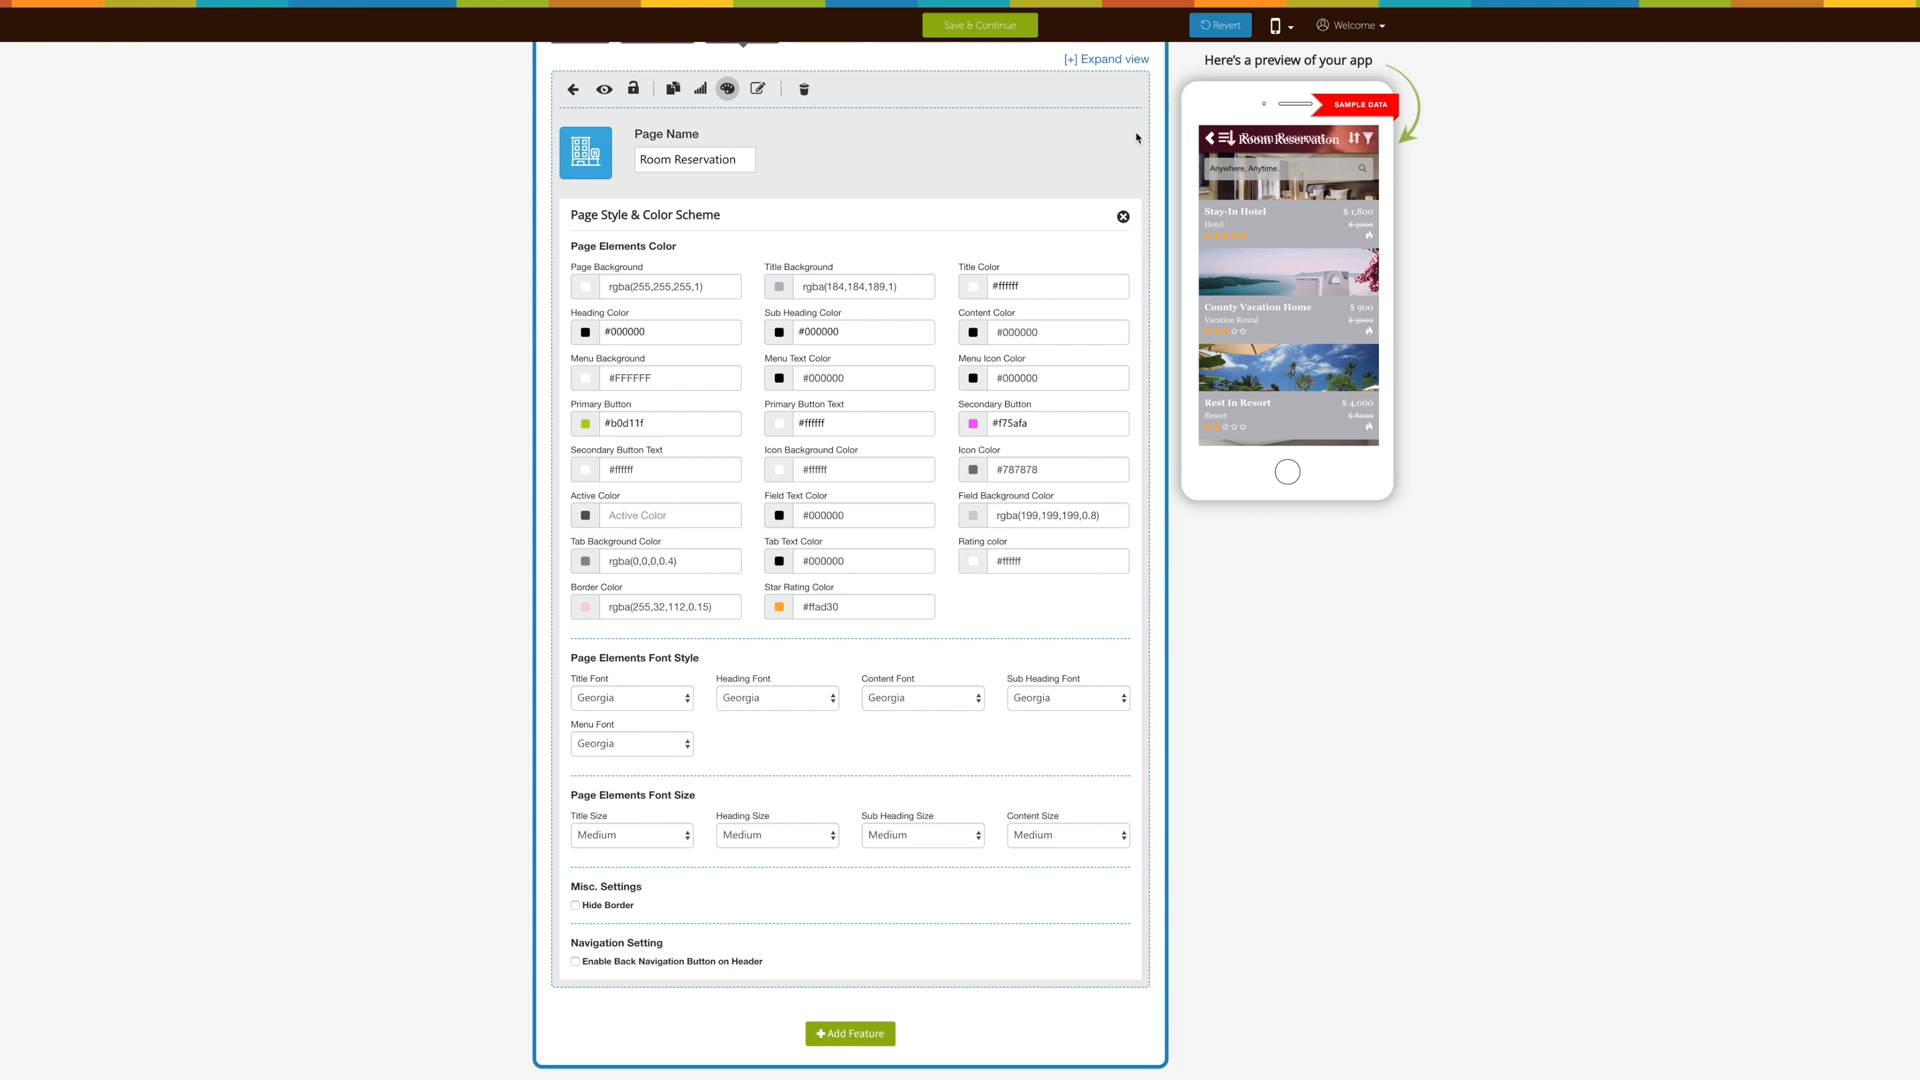 Save & Continue
Revert
Welcome
[+] Expand view
Here's a preview of your app
SAMPLE DATA
Page Name
Room Reservation
Room Reservation
Anywhere, Anytime..
Stay-In Hotel $ 1,800
Hotel $ 3000
County Vacation Home $ 900
Vacation Rental $ 3000
Rest In Resort $ 4,000
Resort $ 8000
Page Style & Color Scheme
Page Elements Color
Page Background Title Background Title Color
rgba(255,255,255,1) rgba(184,184,189,1) #ffffff
Heading Color Sub Heading Color Content Color
#000000 #000000 #000000
Menu Background Menu Text Color Menu Icon Color
#FFFFFF #000000 #000000
Primary Button Primary Button Text Secondary Button
#b0d11f #ffffff #f75afa
Secondary Button Text Icon Background Color Icon Color
#ffffff #ffffff #787878
Active Color Field Text Color Field Background Color
Active Color #000000 rgba(199,199,199,0.8)
Tab Background Color Tab Text Color Rating color
rgba(0,0,0,0.4) #000000 #ffffff
Border Color Star Rating Color
rgba(255,32,112,0.15) #ffad30
Page Elements Font Style
Title Font Heading Font Content Font Sub Heading Font
Georgia Georgia Georgia Georgia
Menu Font
Georgia
Page Elements Font Size
Title Size Heading Size Sub Heading Size Content Size
Medium Medium Medium Medium
Misc. Settings
Hide Border
Navigation Setting
Enable Back Navigation Button on Header
Add Feature